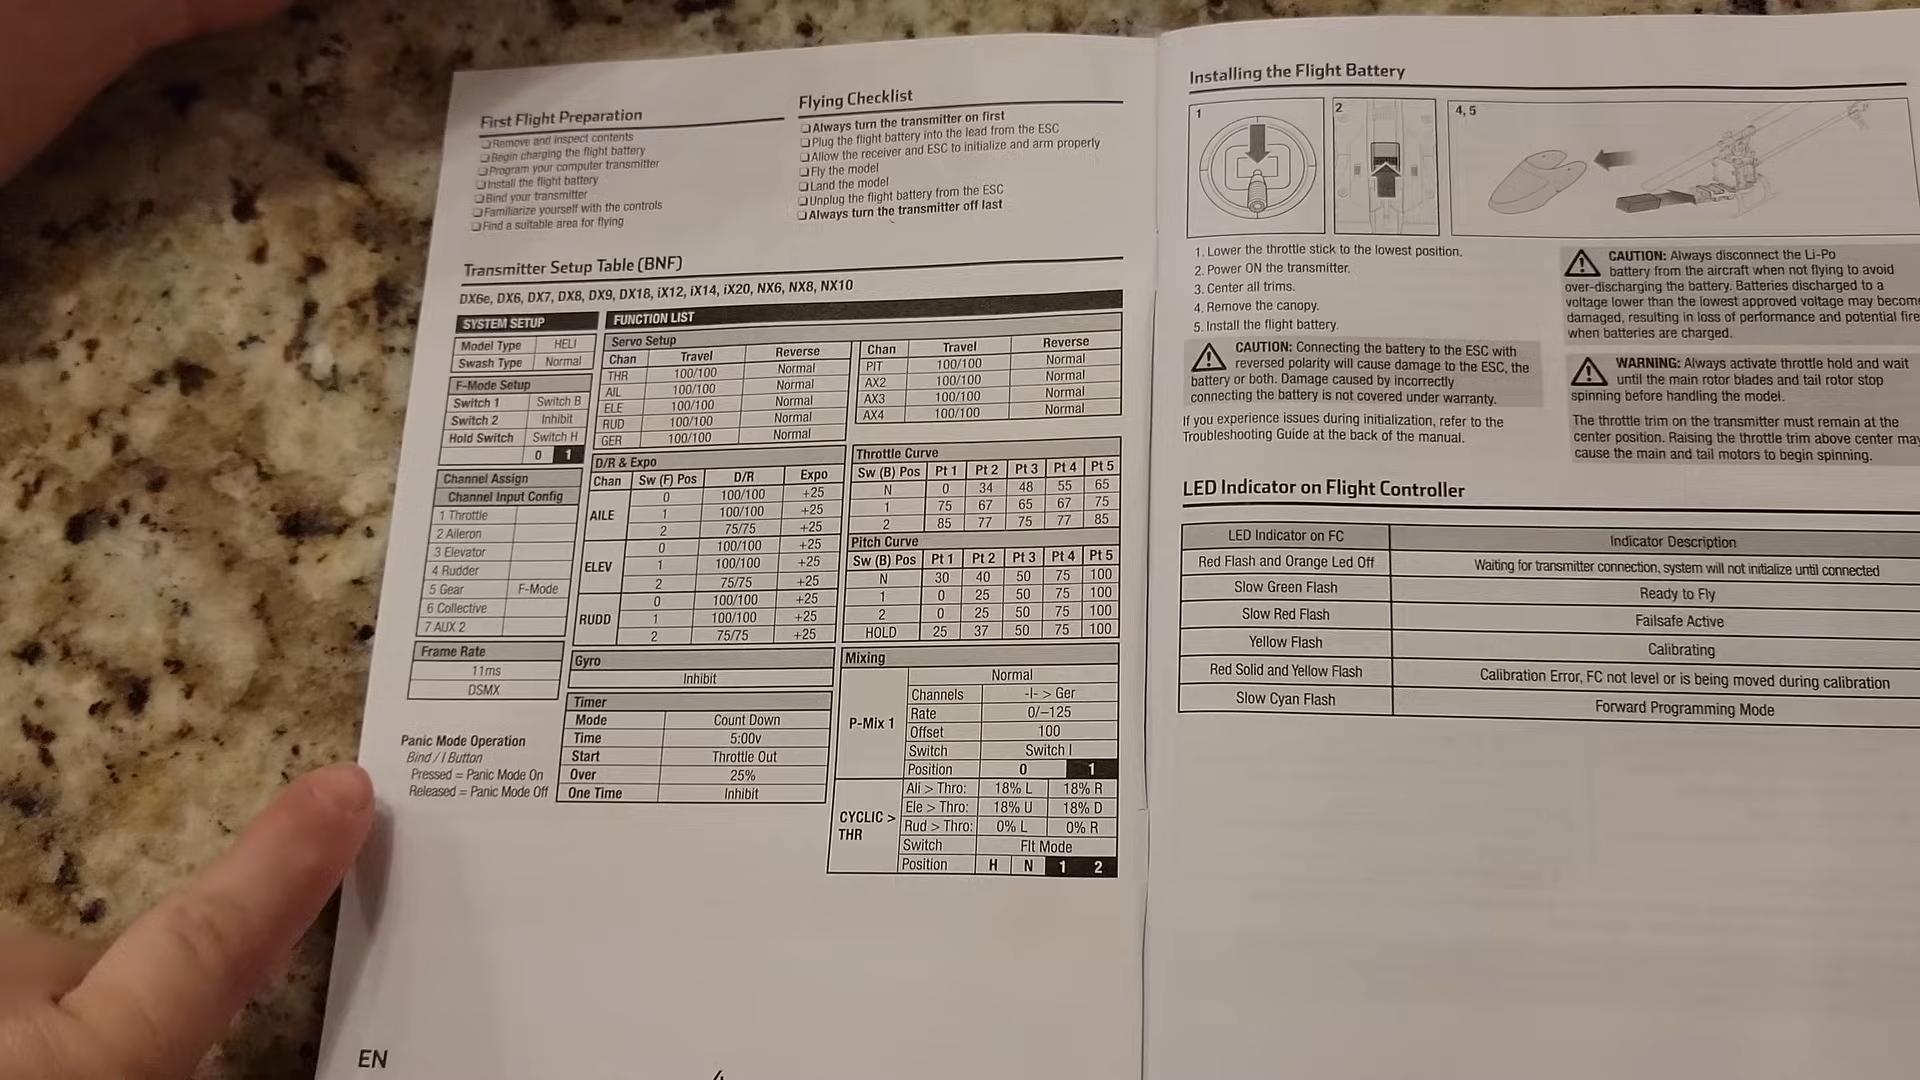 First Flight Preparation
❏ Remove and inspect contents
❏ Begin charging the flight battery
❏ Program your computer transmitter
❏ Install the flight battery
❏ Bind your transmitter
❏ Familiarize yourself with the controls
❏ Find a suitable area for flying
Flying Checklist
❏ Always turn the transmitter on first
❏ Plug the flight battery into the lead from the ESC
❏ Allow the receiver and ESC to initialize and arm properly
❏ Fly the model
❏ Land the model
❏ Unplug the flight battery from the ESC
❏ Always turn the transmitter off last
Transmitter Setup Table (BNF)
DX6e, DX6, DX7, DX8, DX9, DX18, iX12, iX14, iX20, NX6, NX8, NX10
SYSTEM SETUP
Model Type HELI
Swash Type Normal
F-Mode Setup
Switch 1 Switch B
Switch 2 Inhibit
Hold Switch Switch H
0 1
Channel Assign
Channel Input Config
1 Throttle
2 Aileron
3 Elevator
4 Rudder
5 Gear F-Mode
6 Collective
7 AUX 2
Frame Rate
11ms
DSMX
Panic Mode Operation
Bind / I Button
Pressed = Panic Mode On
Released = Panic Mode Off
FUNCTION LIST
Servo Setup
Chan Travel Reverse
THR 100/100 Normal
AIL 100/100 Normal
ELE 100/100 Normal
RUD 100/100 Normal
GER 100/100 Normal
Chan Travel Reverse
PIT 100/100 Normal
AX2 100/100 Normal
AX3 100/100 Normal
AX4 100/100 Normal
D/R & Expo
Chan Sw (F) Pos D/R Expo
AILE
0 100/100 +25
1 100/100 +25
2 75/75 +25
ELEV
0 100/100 +25
1 100/100 +25
2 75/75 +25
RUDD
0 100/100 +25
1 100/100 +25
2 75/75 +25
Gyro
Inhibit
Timer
Mode Count Down
Time 5:00v
Start Throttle Out
Over 25%
One Time Inhibit
Throttle Curve
Sw (B) Pos Pt 1 Pt 2 Pt 3 Pt 4 Pt 5
N 0 34 48 55 65
1 75 67 65 67 75
2 85 77 75 77 85
Pitch Curve
Sw (B) Pos Pt 1 Pt 2 Pt 3 Pt 4 Pt 5
N 30 40 50 75 100
1 0 25 50 75 100
2 0 25 50 75 100
HOLD 25 37 50 75 100
Mixing
P-Mix 1
Normal
Channels -I- > Ger
Rate 0/–125
Offset 100
Switch Switch I
Position 0 1
CYCLIC >
THR
Ali > Thro: 18% L 18% R
Ele > Thro: 18% U 18% D
Rud > Thro: 0% L 0% R
Switch Flt Mode
Position H N 1 2
EN
Installing the Flight Battery
1
2
4, 5
1. Lower the throttle stick to the lowest position.
2. Power ON the transmitter.
3. Center all trims.
4. Remove the canopy.
5. Install the flight battery.
CAUTION: Connecting the battery to the ESC with
reversed polarity will cause damage to the ESC, the
battery or both. Damage caused by incorrectly
connecting the battery is not covered under warranty.
If you experience issues during initialization, refer to the
Troubleshooting Guide at the back of the manual.
CAUTION: Always disconnect the Li-Po
battery from the aircraft when not flying to avoid
over-discharging the battery. Batteries discharged to a
voltage lower than the lowest approved voltage may become
damaged, resulting in loss of performance and potential fire
when batteries are charged.
WARNING: Always activate throttle hold and wait
until the main rotor blades and tail rotor stop
spinning before handling the model.
The throttle trim on the transmitter must remain at the
center position. Raising the throttle trim above center may
cause the main and tail motors to begin spinning.
LED Indicator on Flight Controller
LED Indicator on FC Indicator Description
Red Flash and Orange Led Off Waiting for transmitter connection, system will not initialize until connected
Slow Green Flash Ready to Fly
Slow Red Flash Failsafe Active
Yellow Flash Calibrating
Red Solid and Yellow Flash Calibration Error, FC not level or is being moved during calibration
Slow Cyan Flash Forward Programming Mode